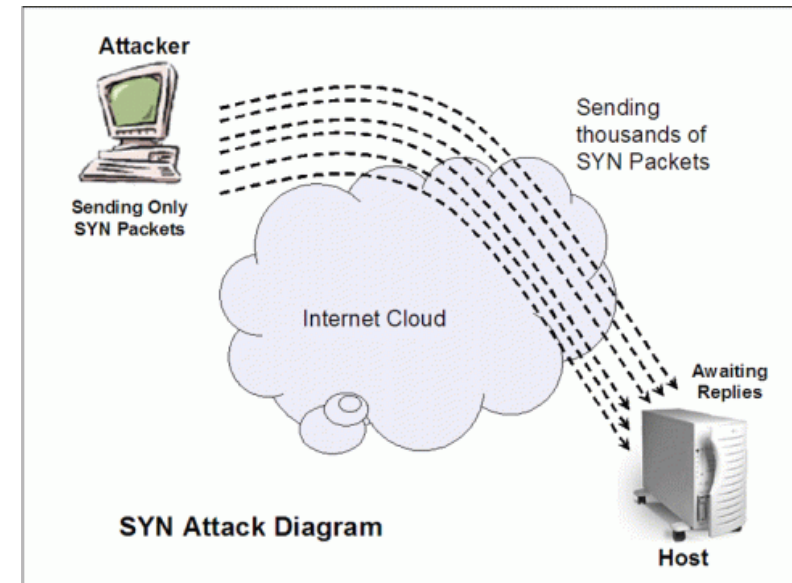 Attacker
Sending Only
SYN Packets
Sending
thousands of
SYN Packets
Internet Cloud
Awaiting
Replies
SYN Attack Diagram
Host